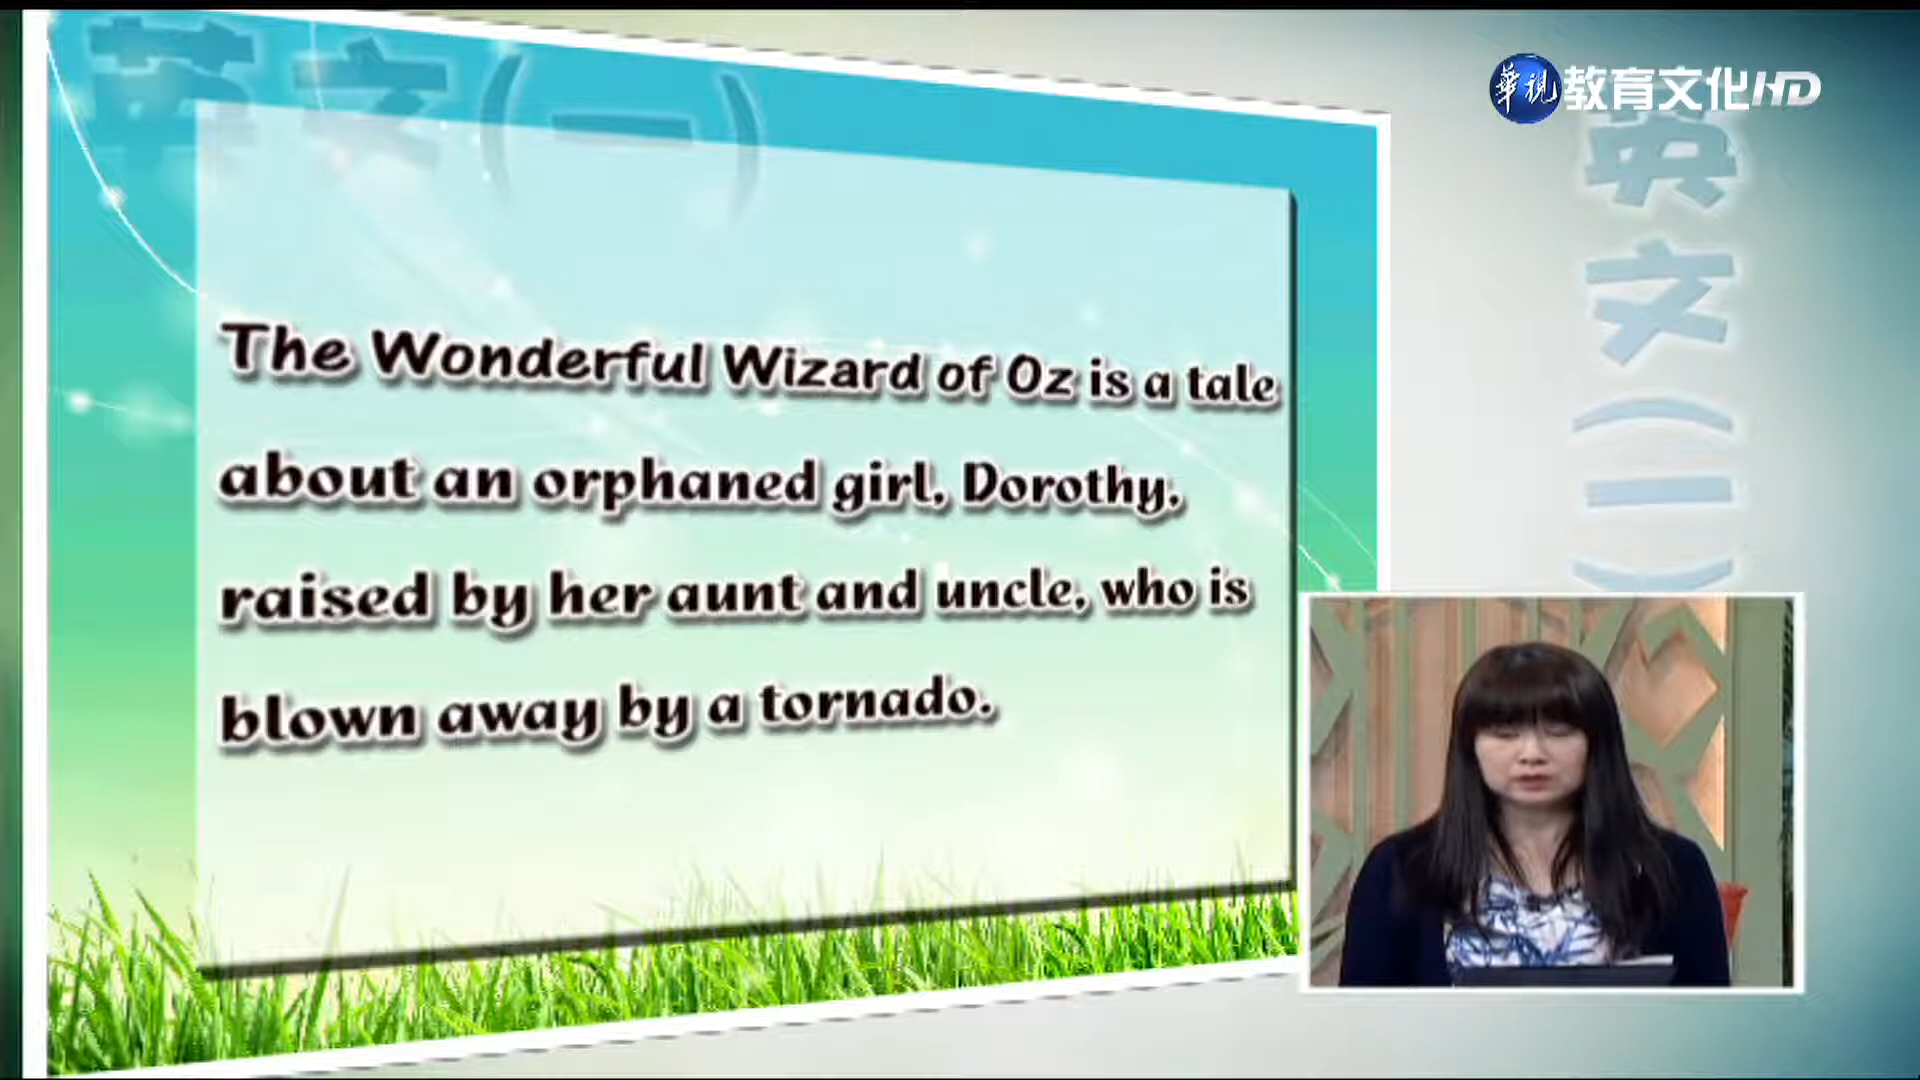 英文(一)
華視 教育文化HD
英文(一)
The Wonderful Wizard of Oz is a tale
about an orphaned girl, Dorothy,
raised by her aunt and uncle, who is
blown away by a tornado.